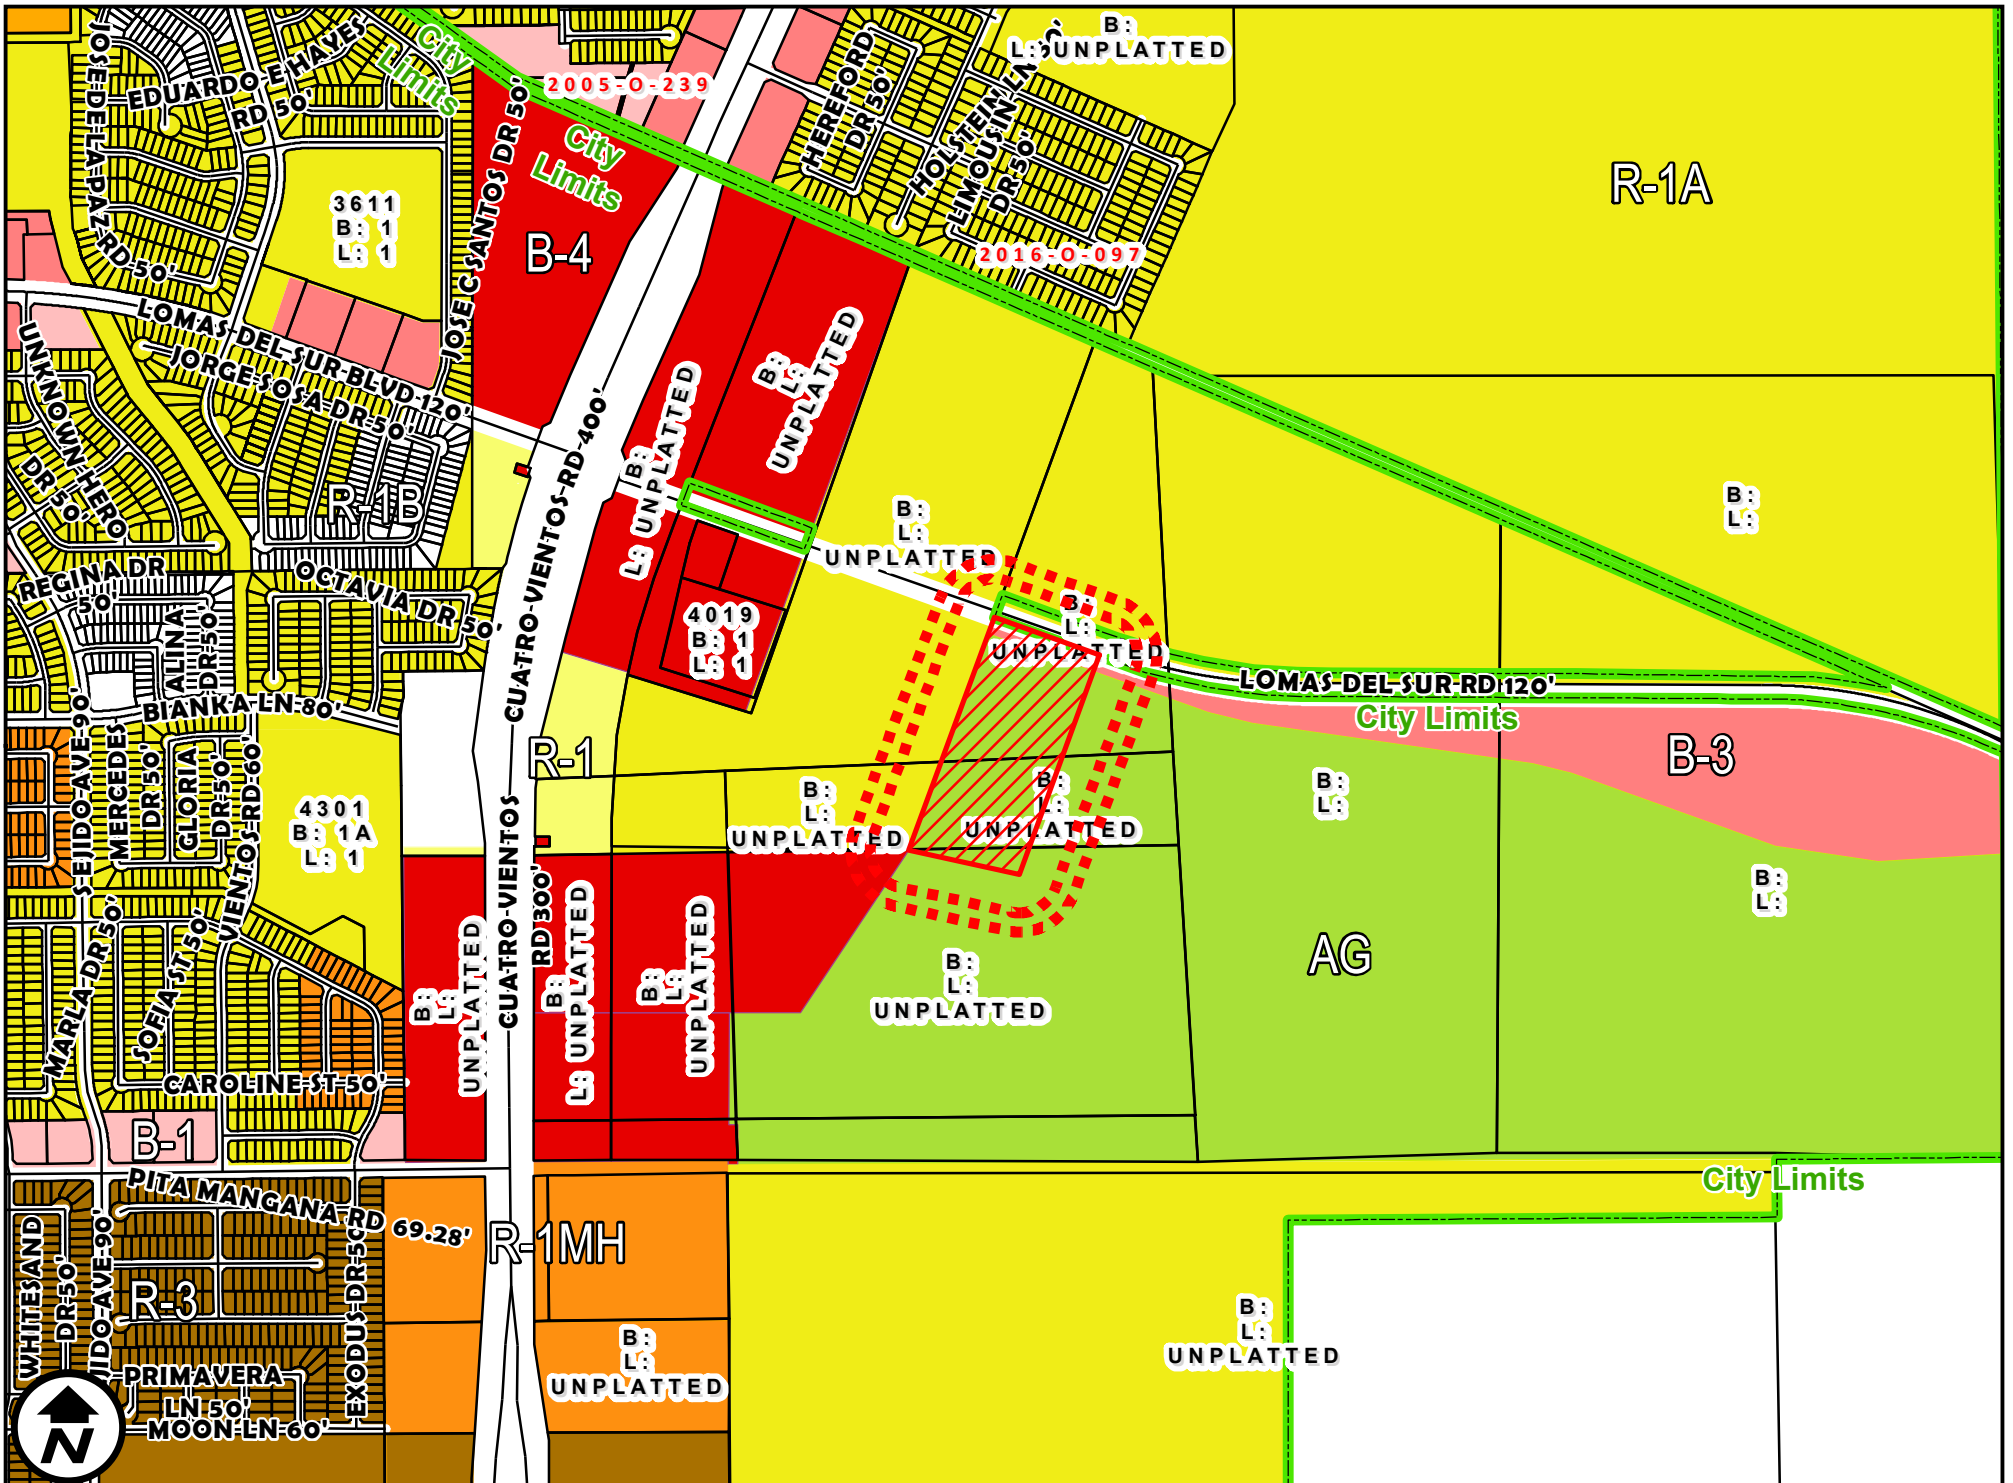 B:
L: UNPLATTED
City
Limits
2005-O-239
JOSE DE LA PAZ RD 50'
EDUARDO E HAYES
RD 50'
HEREFORD
DR 50'
HOLSTEIN LN 50'
LIMOUSIN
DR 50'
City
Limits
R-1A
3611
B: 1
L: 1
JOSE C SANTOS DR 50'
B-4
2016-O-097
LOMAS DEL SUR BLVD 120'
JORGE SOSA DR 50'
UNKNOWN HERO
DR 50'
R-1B
CUATRO VIENTOS RD 400'
B:
L: UNPLATTED
B:
L:
UNPLATTED
B:
L:
UNPLATTED
B:
L:
REGINA DR
50'
OCTAVIA DR 50'
ALINA
DR 50'
4019
B: 1
L: 1
B:
L:
UNPLATTED
LOMAS DEL SUR RD 120'
City Limits
BIANKA LN 80'
CUATRO VIENTOS
R-1
B-3
S EJIDO AVE 90'
MERCEDES
DR 50'
GLORIA
DR 50'
VIENTOS RD 60'
4301
B: 1A
L: 1
B:
L:
UNPLATTED
B:
L:
UNPLATTED
B:
L:
B:
L:
CUATRO VIENTOS
RD 300'
MARLA DR 50'
SOFIA ST 50'
B:
L:
UNPLATTED
B:
L: UNPLATTED
B:
L:
UNPLATTED
B:
L:
UNPLATTED
AG
CAROLINE ST 50'
B-1
PITA MANGANA RD 69.28'
City Limits
R-1MH
WHITESAND
DR 50'
JIDO AVE 90'
R-3
EXODUS DR 50'
B:
L:
UNPLATTED
B:
L:
UNPLATTED
PRIMAVERA
LN 50'
MOON LN 60'
N